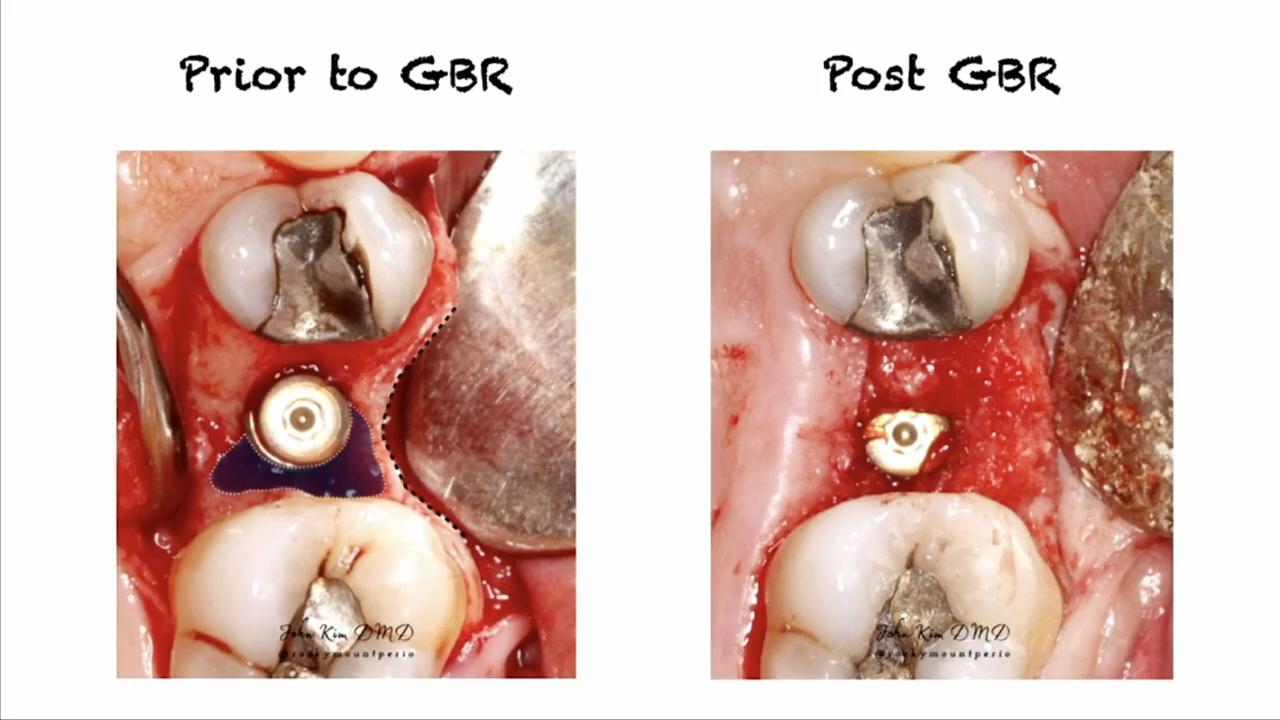 Prior to GBR
Post GBR
John Kim DMD
@rockymountperio
John Kim DMD
@rockymountperio